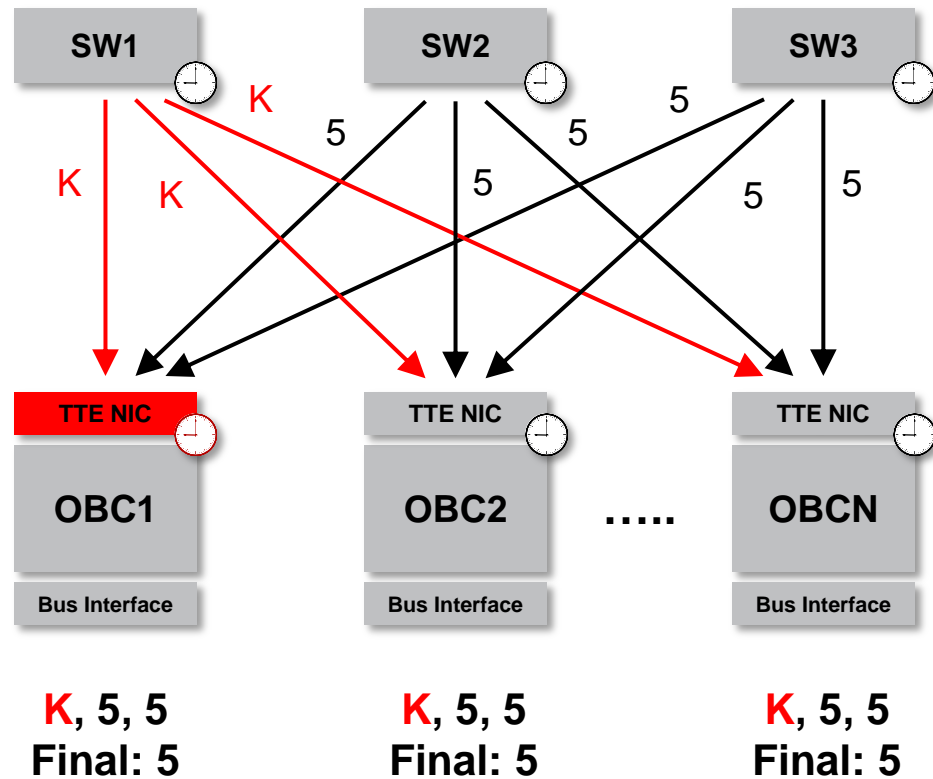 SW1 SW2 SW3
K 5 5 5
K K 5 5 5
TTE NIC TTE NIC TTE NIC
OBC1 OBC2 ..... OBCN
Bus Interface Bus Interface Bus Interface
K, 5, 5 K, 5, 5 K, 5, 5
Final: 5 Final: 5 Final: 5